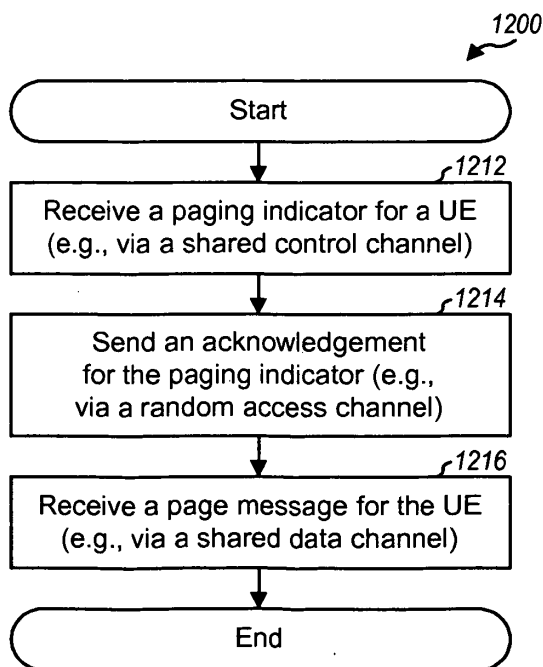 1200
Start
1212
Receive a paging indicator for a UE
(e.g., via a shared control channel)
1214
Send an acknowledgement
for the paging indicator (e.g.,
via a random access channel)
1216
Receive a page message for the UE
(e.g., via a shared data channel)
End